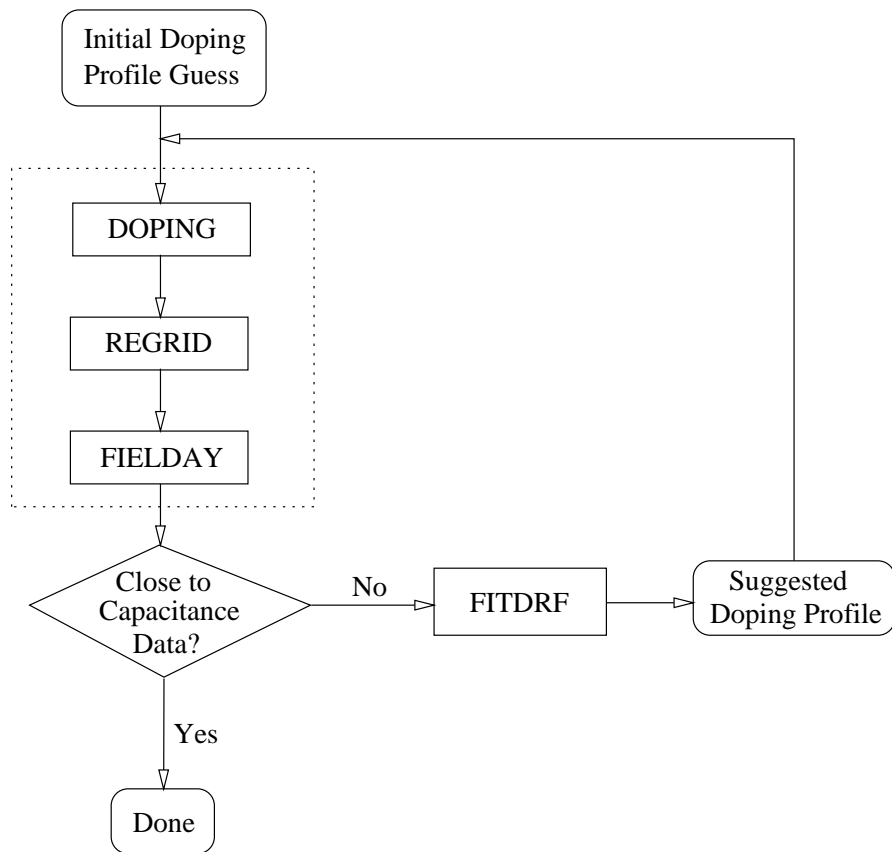 Initial Doping
Profile Guess
DOPING
REGRID
FIELDAY
Close to
Capacitance
Data?
No
FITDRF
Suggested
Doping Profile
Yes
Done